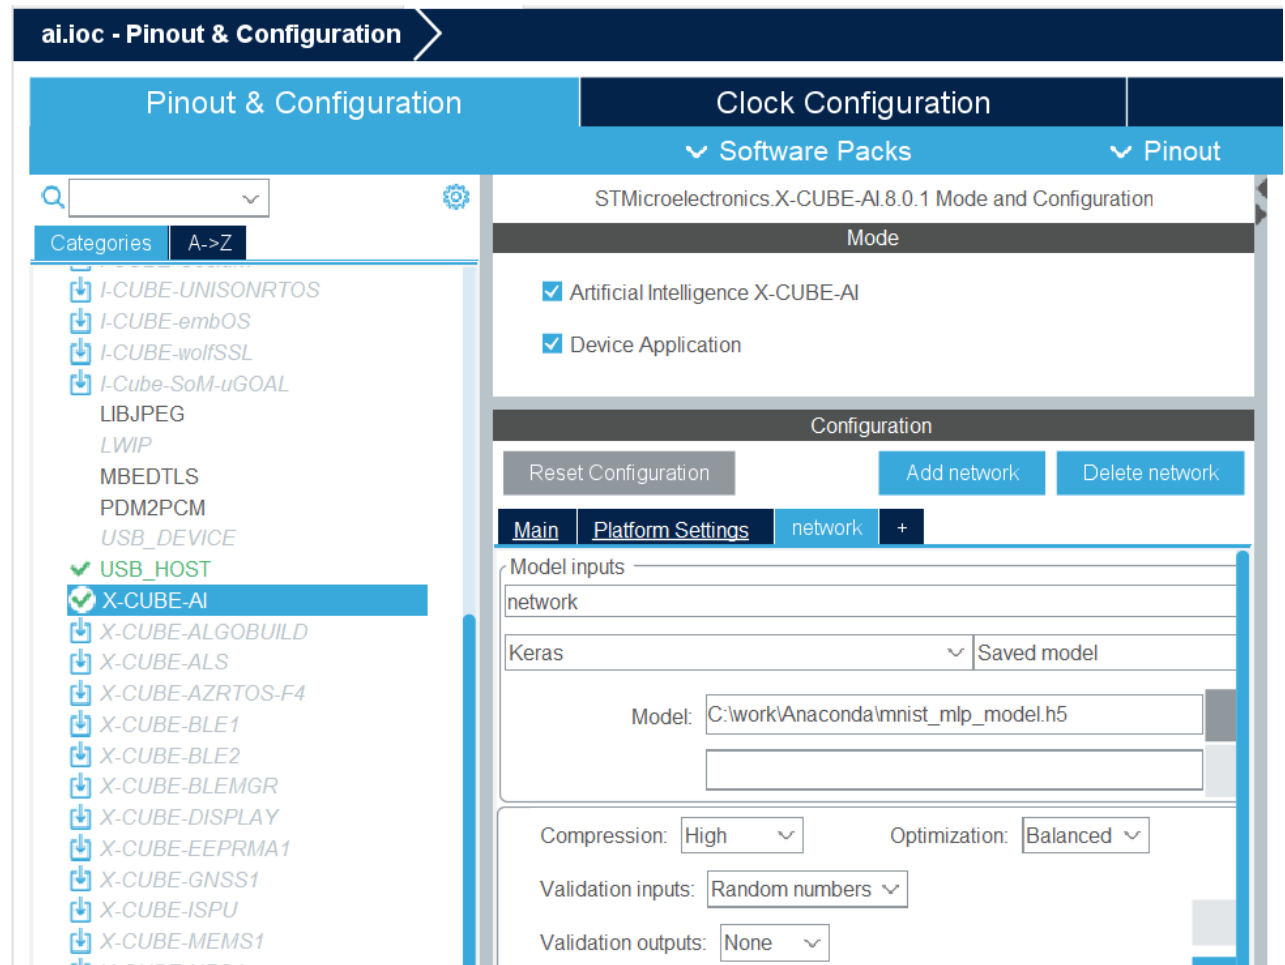 ai.ioc - Pinout & Configuration
Pinout & Configuration
Clock Configuration
Software Packs
Pinout
STMicroelectronics.X-CUBE-AI.8.0.1 Mode and Configuration
Categories
A->Z
Mode
I-CUBE-UNISONRTOS
I-CUBE-embOS
I-CUBE-wolfSSL
I-Cube-SoM-uGOAL
LIBJPEG
LWIP
MBEDTLS
PDM2PCM
USB_DEVICE
USB_HOST
X-CUBE-AI
X-CUBE-ALGOBUILD
X-CUBE-ALS
X-CUBE-AZRTOS-F4
X-CUBE-BLE1
X-CUBE-BLE2
X-CUBE-BLEMGR
X-CUBE-DISPLAY
X-CUBE-EEPRMA1
X-CUBE-GNSS1
X-CUBE-ISPU
X-CUBE-MEMS1
Artificial Intelligence X-CUBE-AI
Device Application
Configuration
Reset Configuration
Add network
Delete network
Main
Platform Settings
network
+
Model inputs
network
Keras
Saved model
Model: C:\work\Anaconda\mnist_mlp_model.h5
Compression: High
Optimization: Balanced
Validation inputs: Random numbers
Validation outputs: None